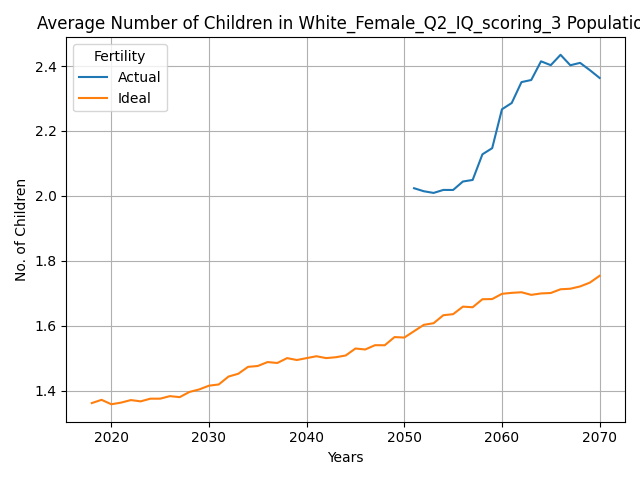 Average Number of Children in White_Female_Q2_IQ_scoring_3 Populatio
Fertility
Actual
Ideal
No. of Children
2.4
2.2
2.0
1.8
1.6
1.4
2020 2030 2040 2050 2060 2070
Years